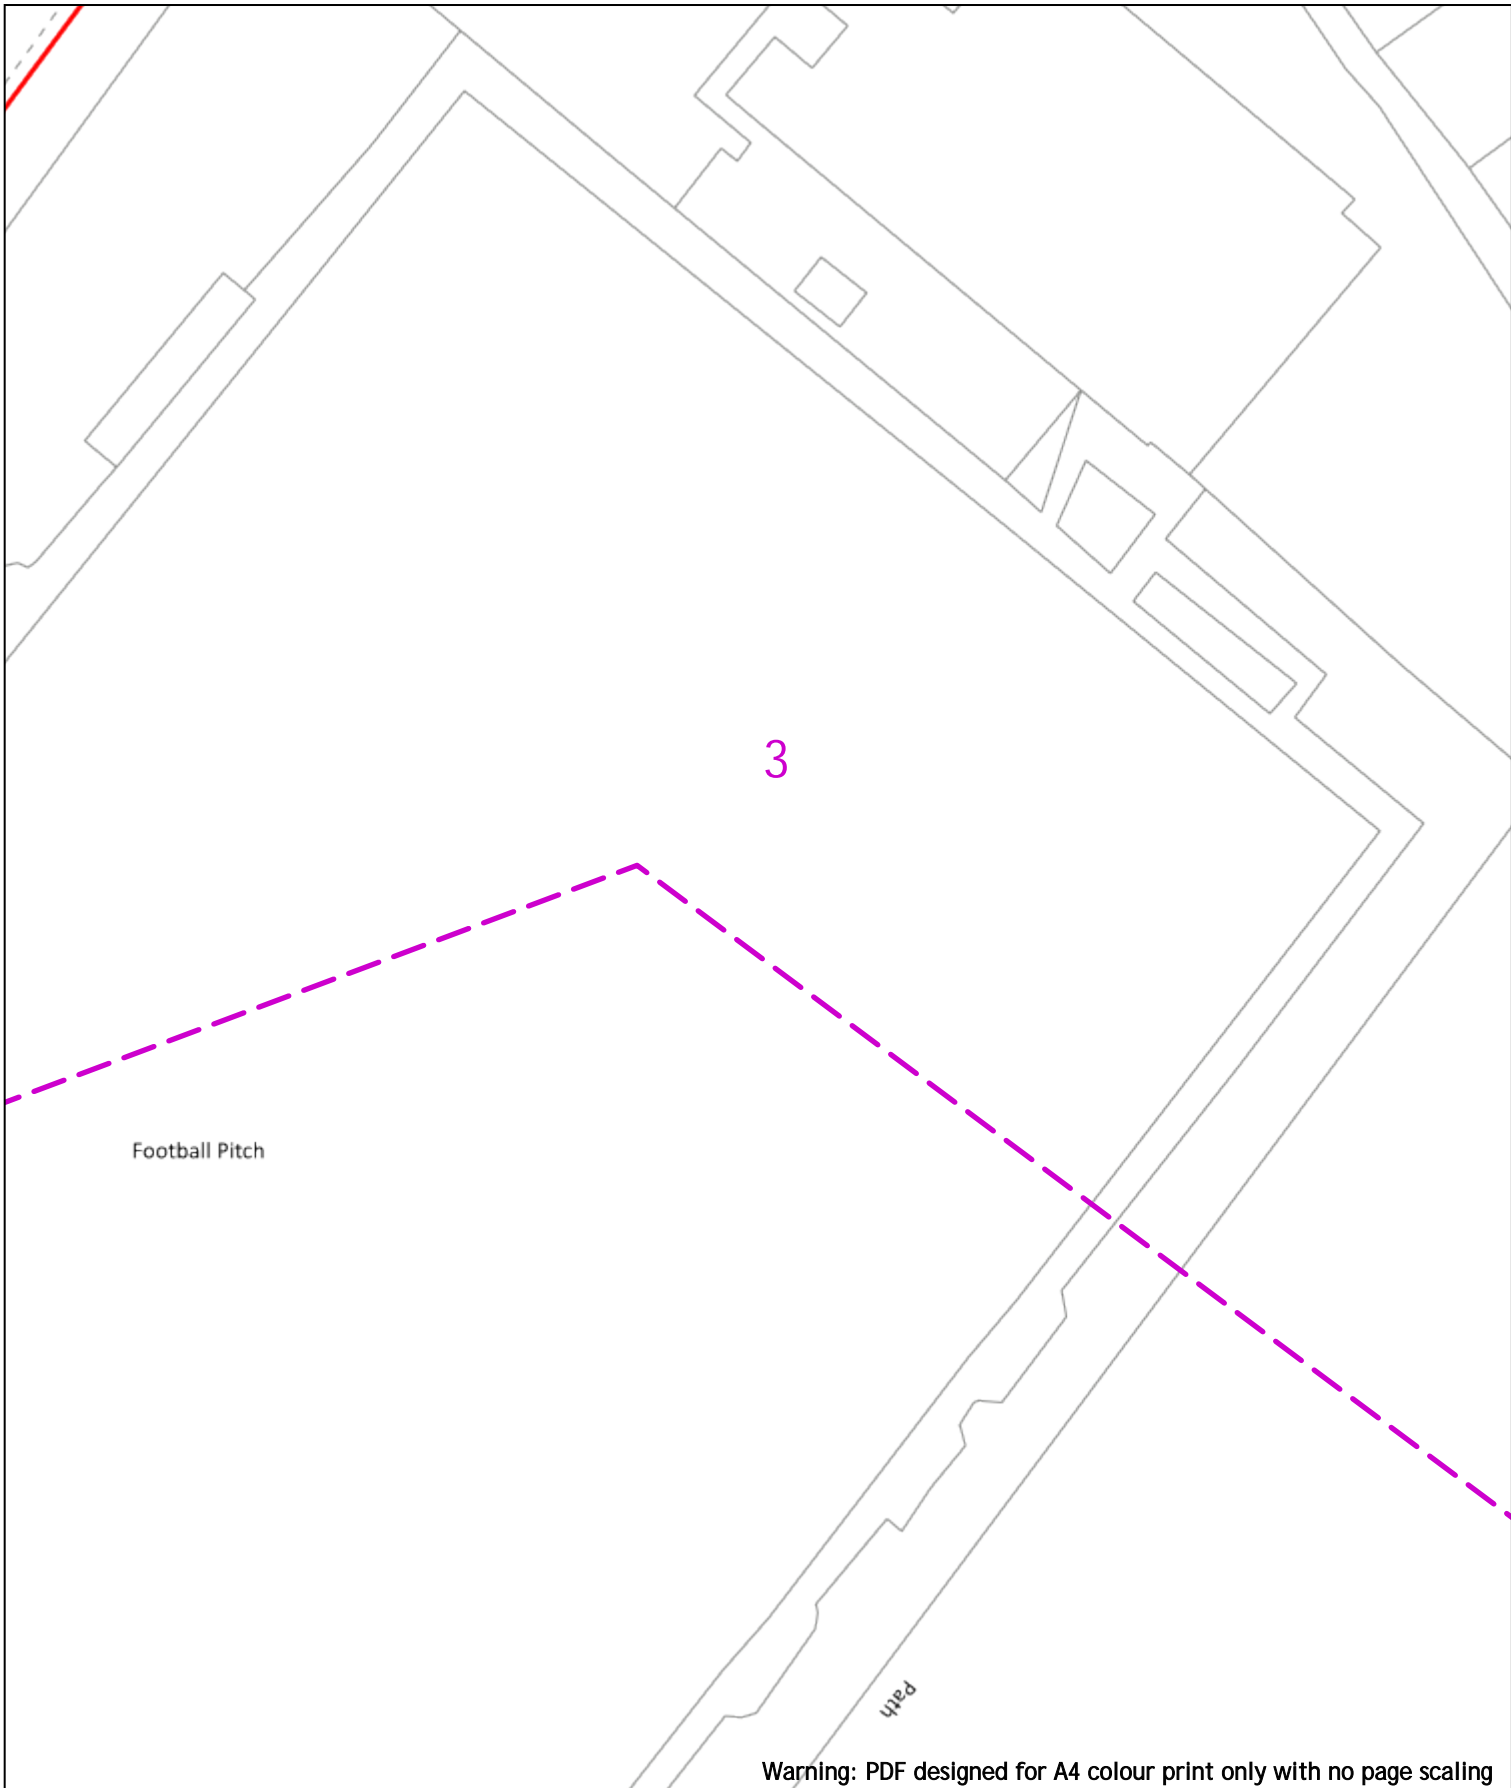 3
Football Pitch
Path
Warning: PDF designed for A4 colour print only with no page scaling